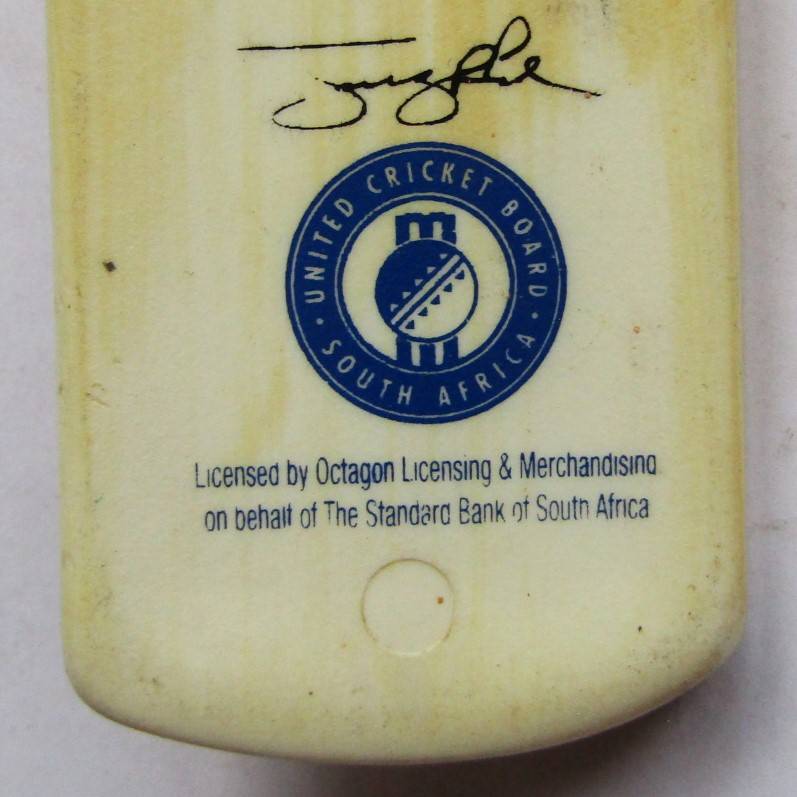 UNITED CRICKET BOARD
SOUTH AFRICA
Licensed by Octagon Licensing & Merchandising
on behalf of The Standard Bank of South Africa